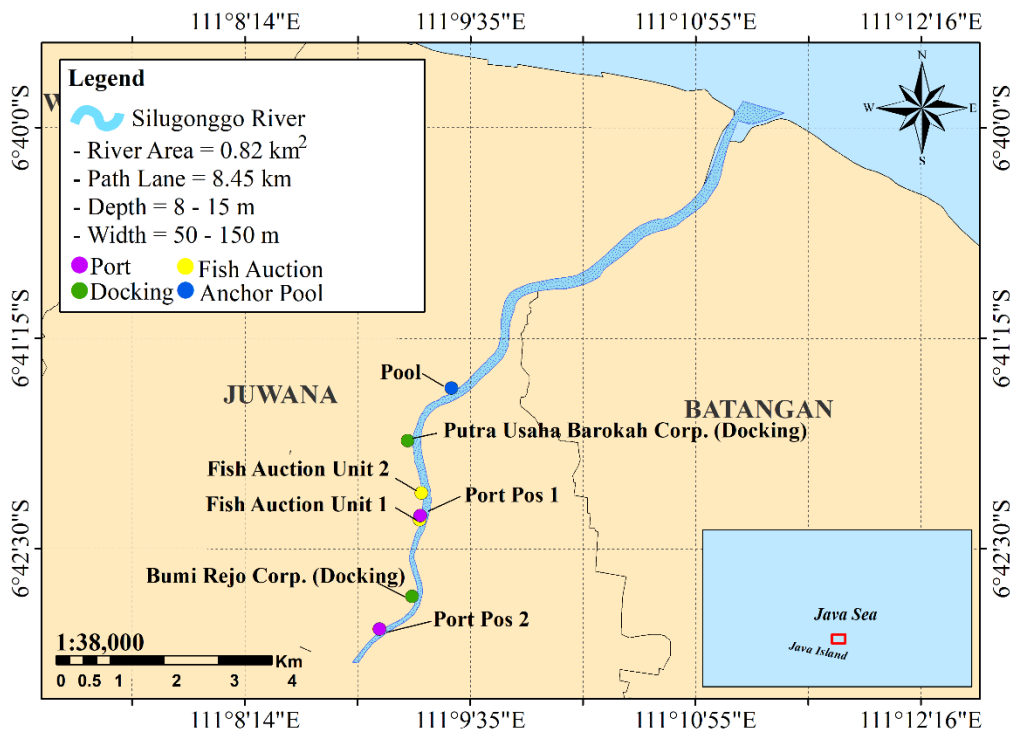 111°8'14"E 111°9'35"E 111°10'55"E 111°12'16"E
Legend
W
Silugonggo River
- River Area = 0.82 km²
- Path Lane = 8.45 km
- Depth = 8 - 15 m
- Width = 50 - 150 m
Port Fish Auction
Docking Anchor Pool
N
W E
S
6°40'0"S 6°40'0"S
6°41'15"S 6°41'15"S
Pool
JUWANA BATANGAN
Putra Usaha Barokah Corp. (Docking)
Fish Auction Unit 2
Port Pos 1
Fish Auction Unit 1
6°42'30"S 6°42'30"S
Bumi Rejo Corp. (Docking)
Port Pos 2
Java Sea
Java Island
1:38,000
Km
0 0.5 1 2 3 4
111°8'14"E 111°9'35"E 111°10'55"E 111°12'16"E